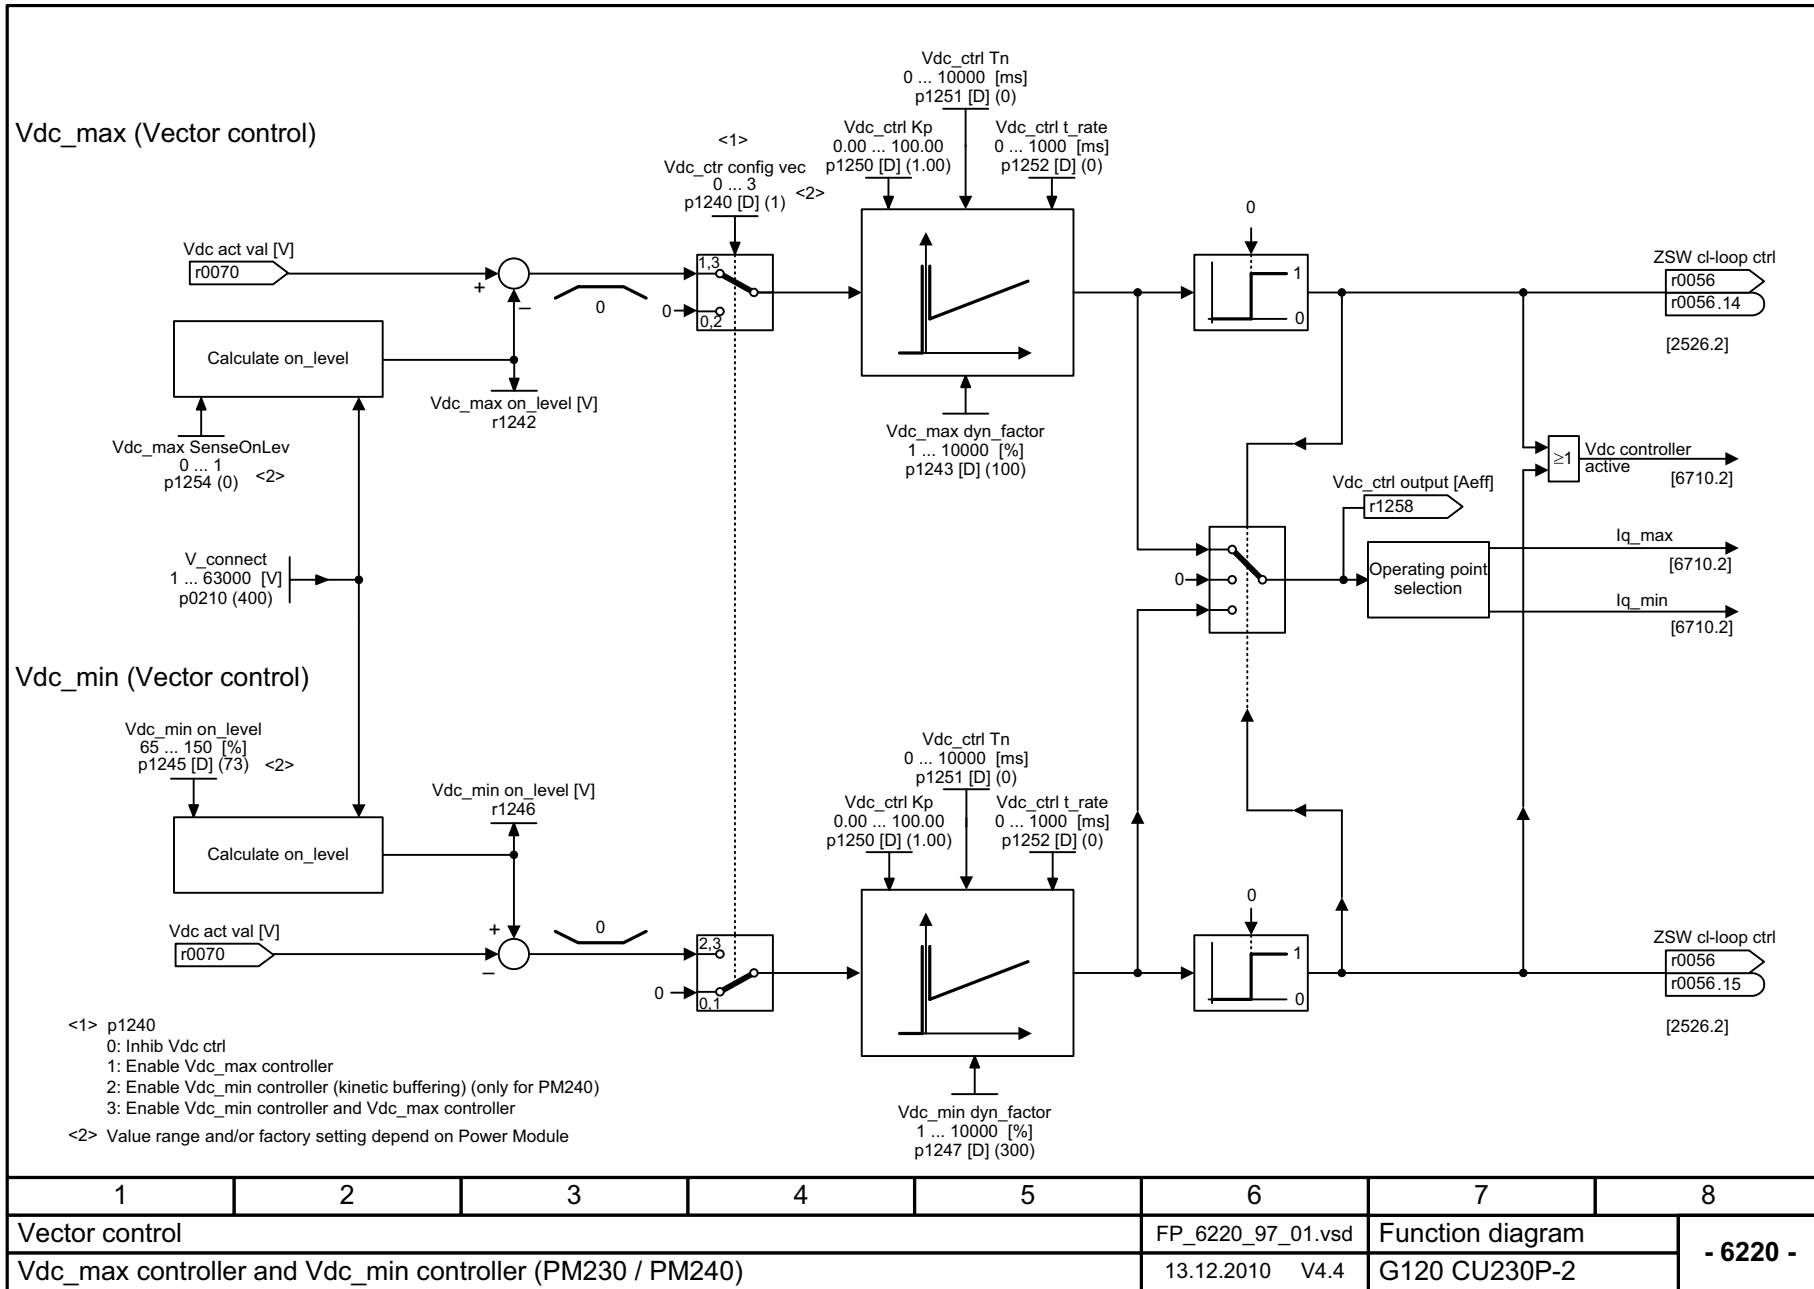 Vdc_max (Vector control)
Vdc_ctrl Tn
0 ... 10000 [ms]
p1251 [D] (0)
Vdc_ctrl Kp
0.00 ... 100.00
p1250 [D] (1.00)
Vdc_ctrl t_rate
0 ... 1000 [ms]
p1252 [D] (0)
<1>
Vdc_ctr config vec
0 ... 3
p1240 [D] (1) <2>
Vdc act val [V]
r0070
+
–
0
1,3
0
0,2
0
1
0
ZSW cl-loop ctrl
r0056
r0056.14
[2526.2]
Calculate on_level
Vdc_max on_level [V]
r1242
Vdc_max SenseOnLev
0 ... 1
p1254 (0) <2>
Vdc_max dyn_factor
1 ... 10000 [%]
p1243 [D] (100)
≥1
Vdc controller
active
[6710.2]
Vdc_ctrl output [Aeff]
r1258
V_connect
1 ... 63000 [V]
p0210 (400)
0
Operating point
selection
Iq_max
[6710.2]
Iq_min
[6710.2]
Vdc_min (Vector control)
Vdc_min on_level
65 ... 150 [%]
p1245 [D] (73) <2>
Vdc_min on_level [V]
r1246
Vdc_ctrl Tn
0 ... 10000 [ms]
p1251 [D] (0)
Vdc_ctrl Kp
0.00 ... 100.00
p1250 [D] (1.00)
Vdc_ctrl t_rate
0 ... 1000 [ms]
p1252 [D] (0)
Calculate on_level
Vdc act val [V]
r0070
+
–
0
2,3
0
0,1
0
1
0
ZSW cl-loop ctrl
r0056
r0056.15
[2526.2]
<1> p1240
0: Inhib Vdc ctrl
1: Enable Vdc_max controller
2: Enable Vdc_min controller (kinetic buffering) (only for PM240)
3: Enable Vdc_min controller and Vdc_max controller
<2> Value range and/or factory setting depend on Power Module
Vdc_min dyn_factor
1 ... 10000 [%]
p1247 [D] (300)
1 2 3 4 5 6 7 8
Vector control
FP_6220_97_01.vsd
Function diagram
- 6220 -
Vdc_max controller and Vdc_min controller (PM230 / PM240)
13.12.2010 V4.4
G120 CU230P-2